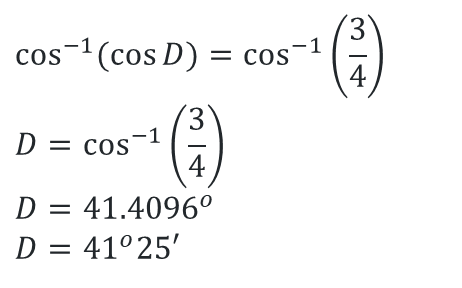 cos⁻¹(cos D) = cos⁻¹(3/4)
D = cos⁻¹(3/4)
D = 41.4096°
D = 41°25′